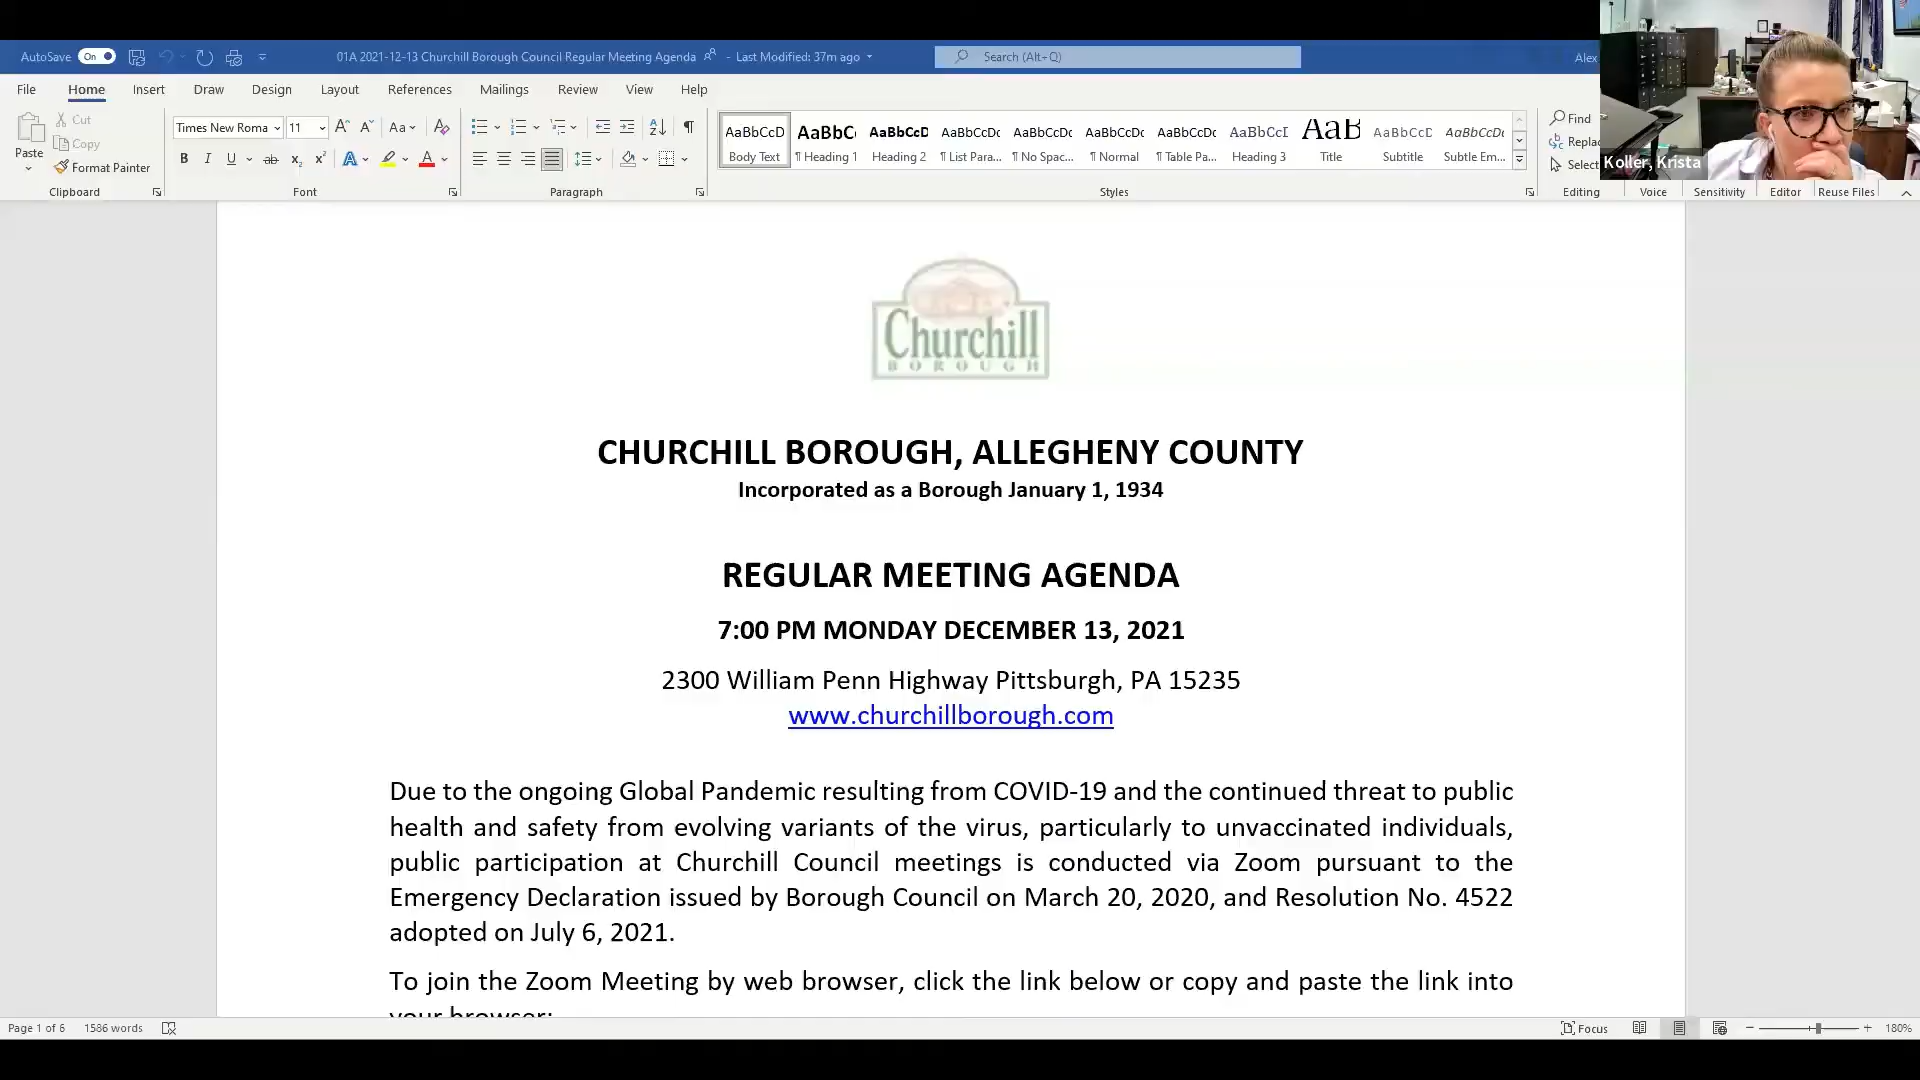 AutoSave On
01A 2021-12-13 Churchill Borough Council Regular Meeting Agenda - Last Modified: 37m ago
Search (Alt+Q)
Alex
File Home Insert Draw Design Layout References Mailings Review View Help
Paste
Cut
Copy
Format Painter
Clipboard
Times New Roma 11
Font
Paragraph
AaBbCcD AaBbC AaBbCcD AaBbCcDc AaBbCcDc AaBbCcDc AaBbCcDc AaBbCcI AaB AaBbCcD AaBbCcDc
Body Text ¶ Heading 1 Heading 2 ¶ List Para... ¶ No Spac... ¶ Normal ¶ Table Pa... Heading 3 Title Subtitle Subtle Em...
Styles
Find
Replac
Select
Editing Voice Sensitivity Editor Reuse Files
Koller, Krista
Churchill
BOROUGH
CHURCHILL BOROUGH, ALLEGHENY COUNTY
Incorporated as a Borough January 1, 1934
REGULAR MEETING AGENDA
7:00 PM MONDAY DECEMBER 13, 2021
2300 William Penn Highway Pittsburgh, PA 15235
www.churchillborough.com
Due to the ongoing Global Pandemic resulting from COVID-19 and the continued threat to public
health and safety from evolving variants of the virus, particularly to unvaccinated individuals,
public participation at Churchill Council meetings is conducted via Zoom pursuant to the
Emergency Declaration issued by Borough Council on March 20, 2020, and Resolution No. 4522
adopted on July 6, 2021.
To join the Zoom Meeting by web browser, click the link below or copy and paste the link into
your browser:
Page 1 of 6 1586 words
Focus
180%